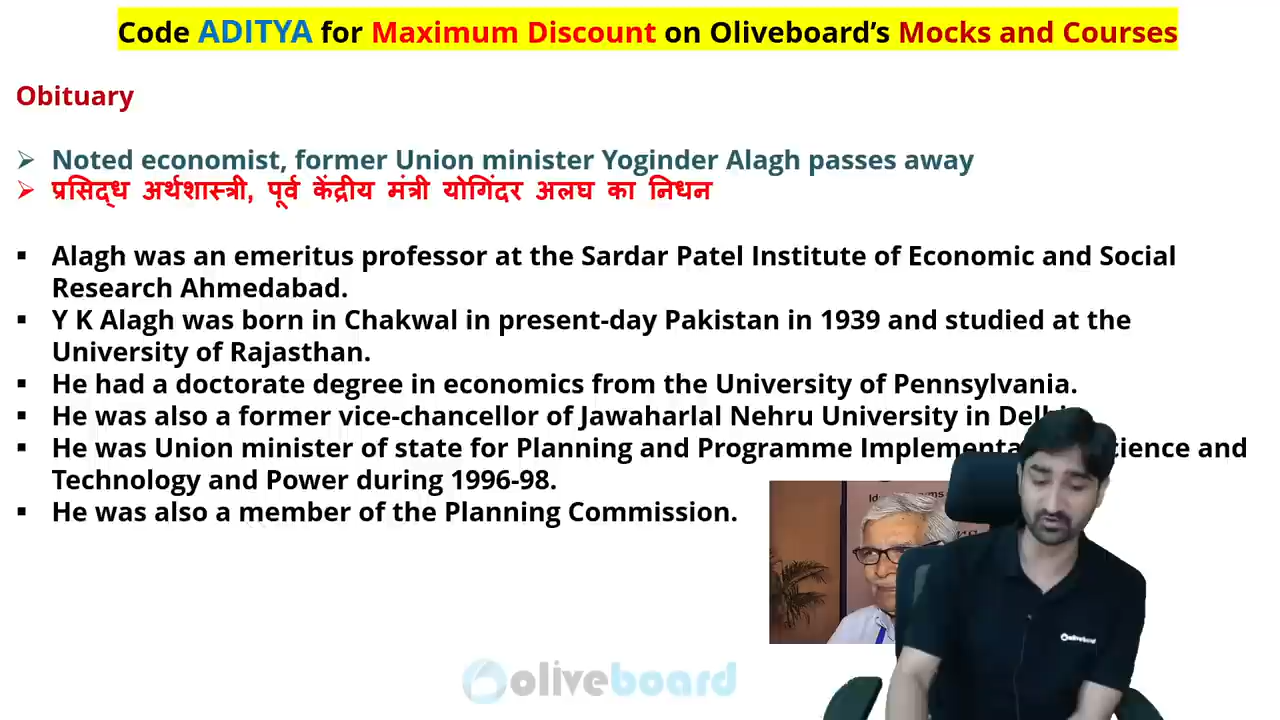 Code ADITYA for Maximum Discount on Oliveboard's Mocks and Courses
Obituary
Noted economist, former Union minister Yoginder Alagh passes away
प्रसिद्ध अर्थशास्त्री, पूर्व केंद्रीय मंत्री योगिंदर अलघ का निधन
Alagh was an emeritus professor at the Sardar Patel Institute of Economic and Social
Research Ahmedabad.
Y K Alagh was born in Chakwal in present-day Pakistan in 1939 and studied at the
University of Rajasthan.
He had a doctorate degree in economics from the University of Pennsylvania.
He was also a former vice-chancellor of Jawaharlal Nehru University in
He was Union minister of state for Planning and Programme and
Technology and Power during 1996-98.
He was also a member of the Planning Commission.
oliveboard
oliveboard